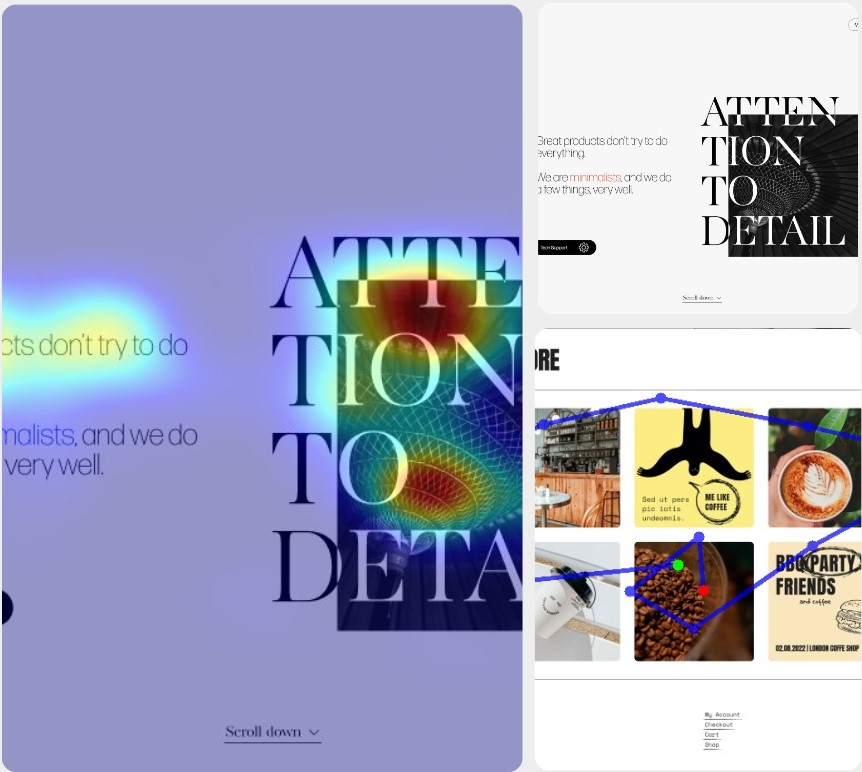 ATTE
TION
TO
DETA
cts don't try to do
malists, and we do
very well.
Scroll down
ATTEN
TION
TO
DETAIL
Great products don't try to do
everything.
We are minimalists, and we do
a few things, very well.
Tech Support
Scroll down
ORE
Sed ut pers
pic iatis
undeomnis.
ME LIKE
COFFEE
BBQ PARTY
FRIENDS
and coffee
02.08.2022 | LONDON COFFE SHOP
My Account
Checkout
Cart
Shop